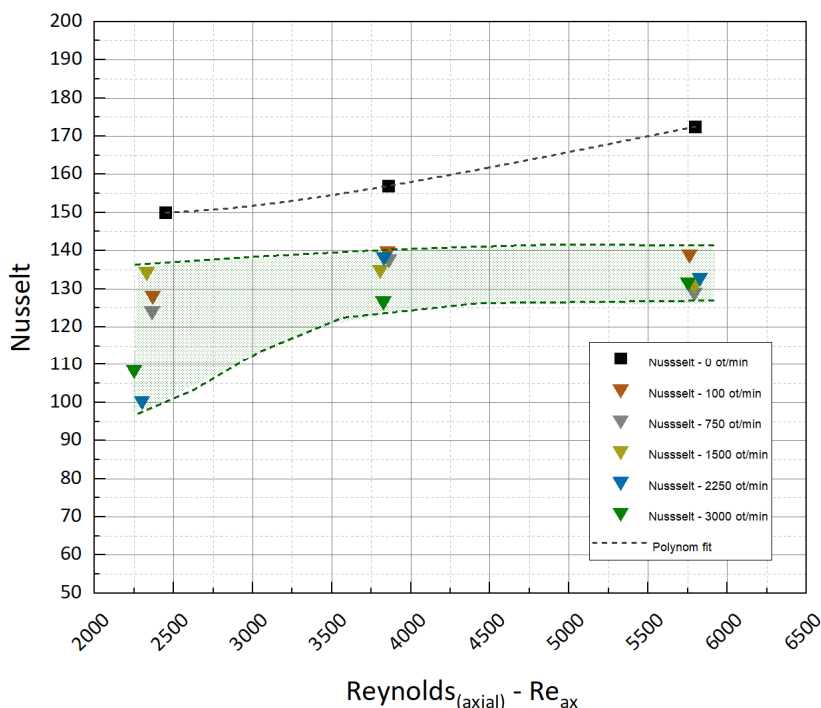 200
190
180
170
160
150
140
130
120
110
100
90
80
70
60
50
Nusselt
2000
2500
3000
3500
4000
4500
5000
5500
6000
6500
Reynolds(axial) - Reax
Nussselt - 0 ot/min
Nussselt - 100 ot/min
Nussselt - 750 ot/min
Nussselt - 1500 ot/min
Nussselt - 2250 ot/min
Nussselt - 3000 ot/min
Polynom fit